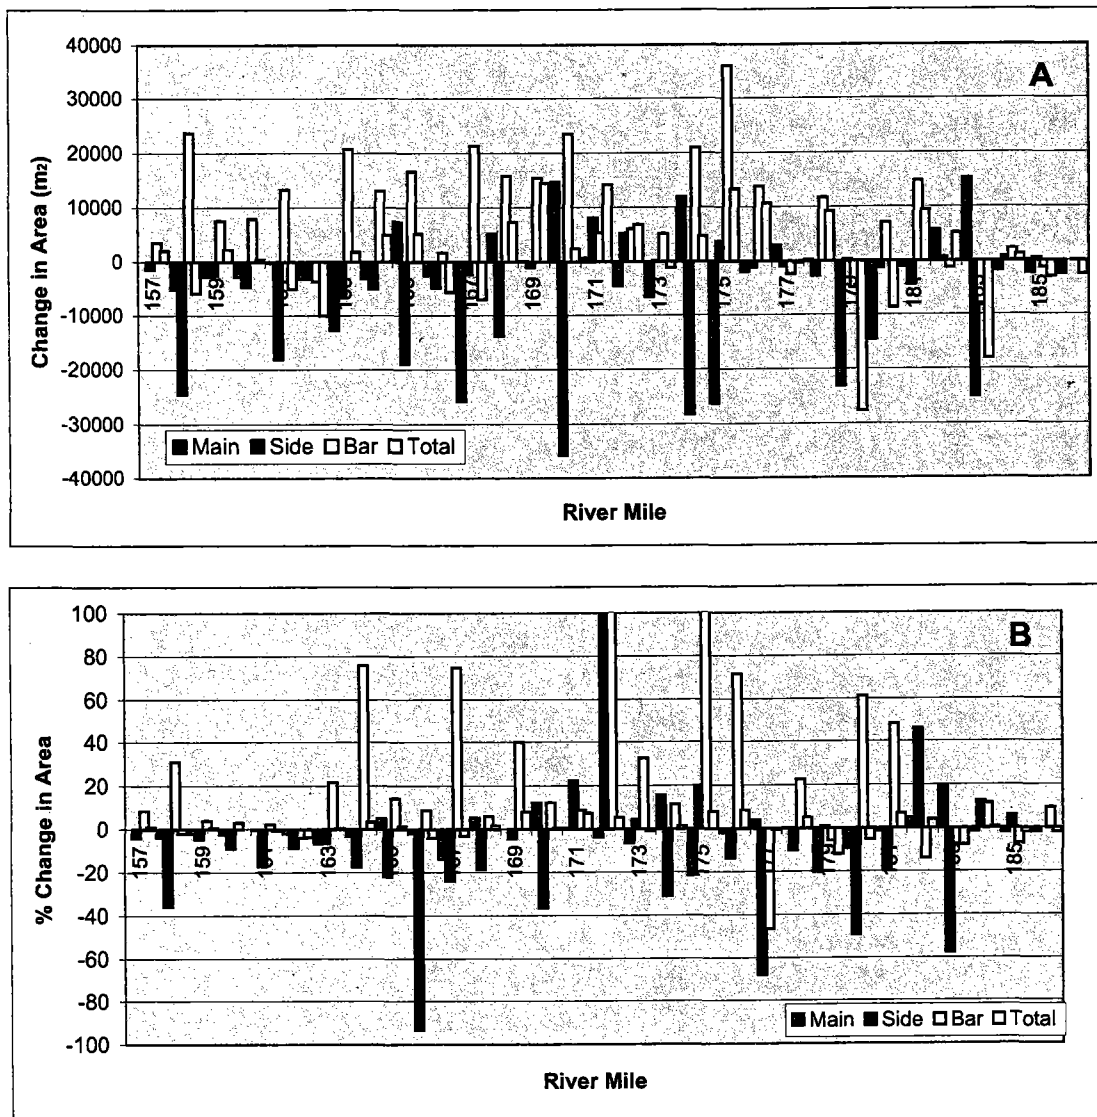 A
40000
30000
20000
10000
0
-10000
-20000
-30000
-40000
Change in Area (m2)
157 159 167 169 171 173 175 177 185
Main Side Bar Total
River Mile
B
100
80
60
40
20
0
-20
-40
-60
-80
-100
% Change in Area
157 159 163 169 171 173 175 185
Main Side Bar Total
River Mile